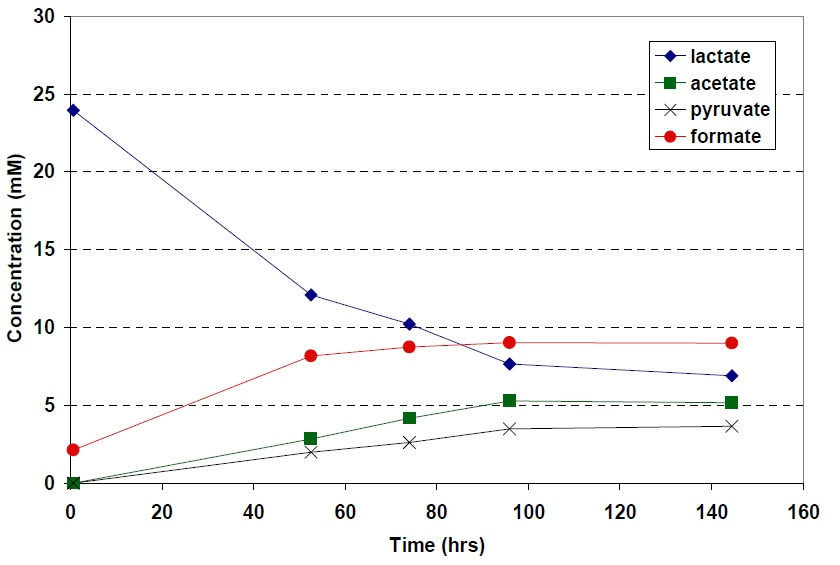 30
25
20
15
10
5
0
Concentration (mM)
lactate
acetate
pyruvate
formate
0 20 40 60 80 100 120 140 160
Time (hrs)